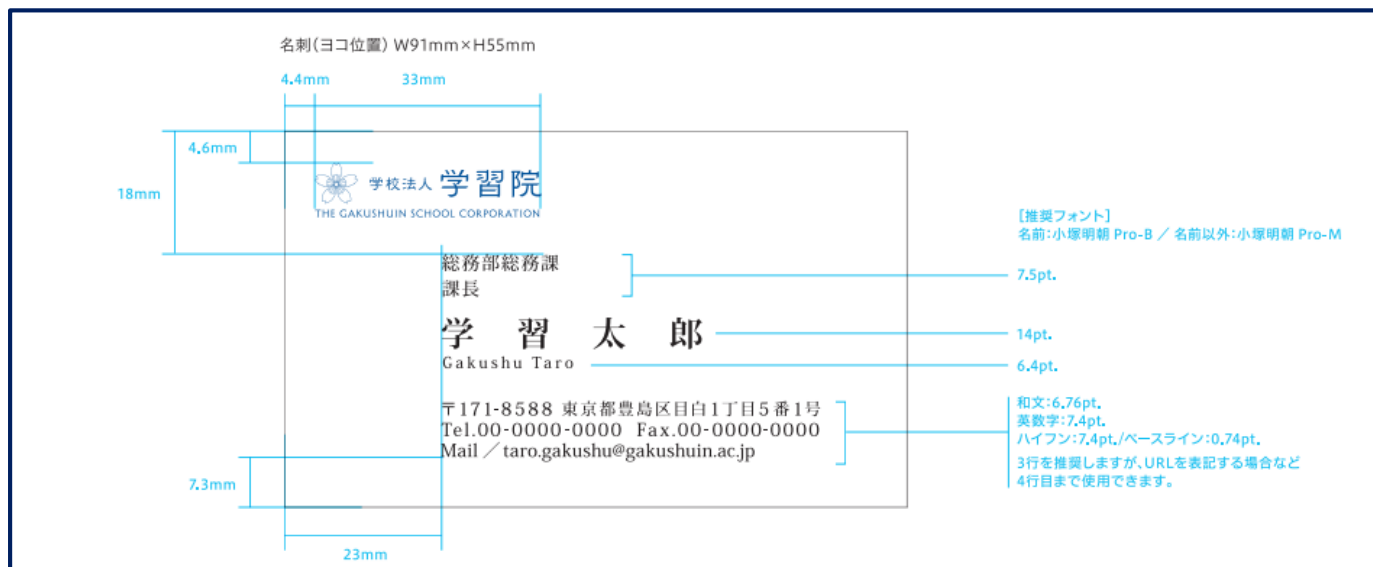 名刺(ヨコ位置) W91mm×H55mm
4.4mm
33mm
4.6mm
18mm
学校法人 学習院
THE GAKUSHUIN SCHOOL CORPORATION
[推奨フォント]
名前:小塚明朝 Pro-B / 名前以外:小塚明朝 Pro-M
総務部総務課
課長
7.5pt.
学 習 太 郎
14pt.
Gakushu Taro
6.4pt.
〒171-8588 東京都豊島区目白1丁目5番1号
Tel.00-0000-0000 Fax.00-0000-0000
Mail / taro.gakushu@gakushuin.ac.jp
和文:6.76pt.
英数字:7.4pt.
ハイフン:7.4pt./ベースライン:0.74pt.
3行を推奨しますが、URLを表記する場合など
4行目まで使用できます。
7.3mm
23mm